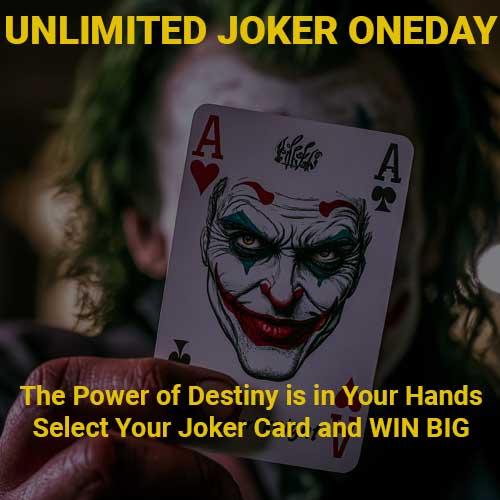 UNLIMITED JOKER ONEDAY
A
A
The Power of Destiny is in Your Hands
Select Your Joker Card and WIN BIG
A